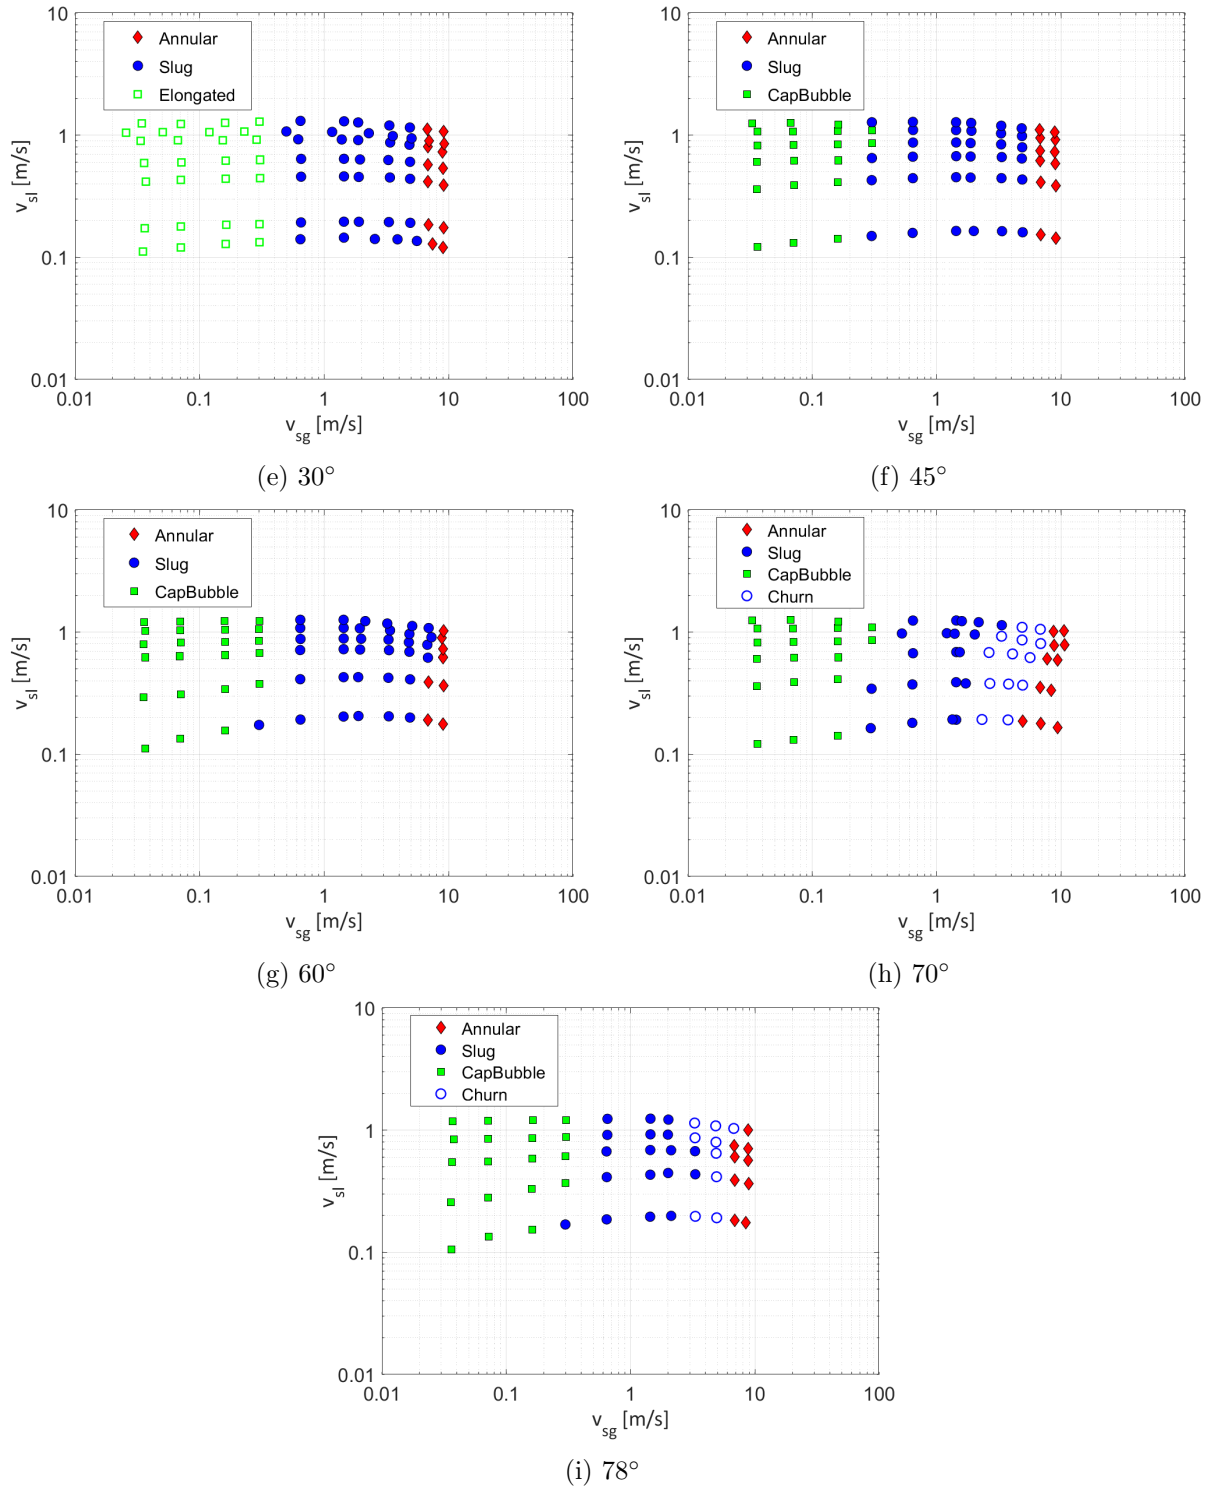 10
1
0.1
0.01
v_sl [m/s]
Annular
Slug
Elongated
0.01 0.1 1 10 100
v_sg [m/s]
(e) 30°
10
1
0.1
0.01
v_sl [m/s]
Annular
Slug
CapBubble
0.01 0.1 1 10 100
v_sg [m/s]
(f) 45°
10
1
0.1
0.01
v_sl [m/s]
Annular
Slug
CapBubble
0.01 0.1 1 10 100
v_sg [m/s]
(g) 60°
10
1
0.1
0.01
v_sl [m/s]
Annular
Slug
CapBubble
Churn
0.01 0.1 1 10 100
v_sg [m/s]
(h) 70°
10
1
0.1
0.01
v_sl [m/s]
Annular
Slug
CapBubble
Churn
0.01 0.1 1 10 100
v_sg [m/s]
(i) 78°